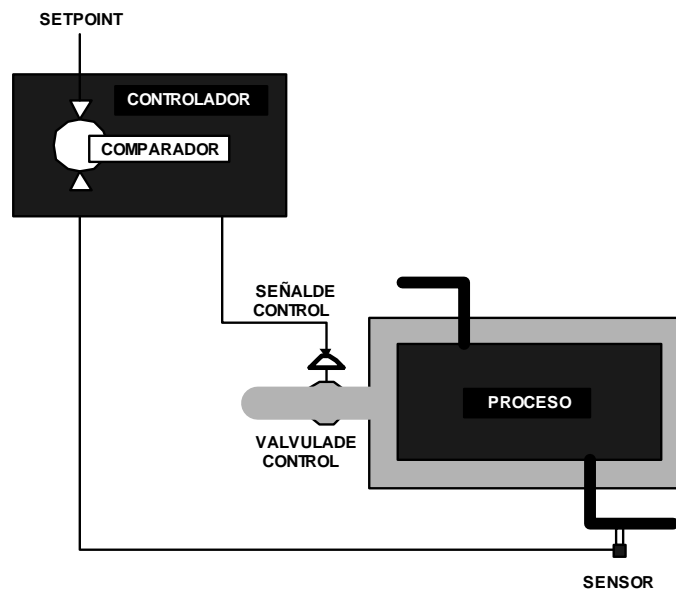 SETPOINT
CONTROLADOR
COMPARADOR
SEÑALDE
CONTROL
PROCESO
VALVULADE
CONTROL
SENSOR